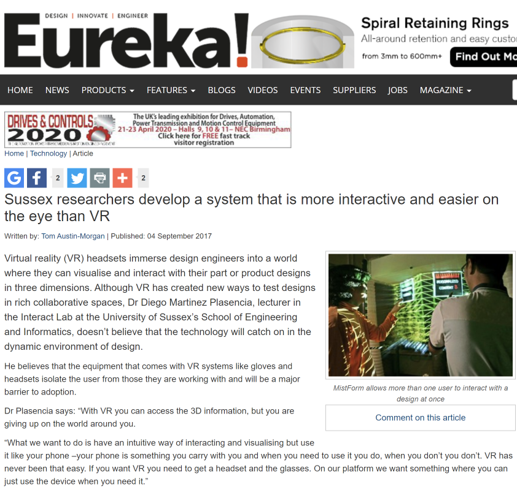 DESIGN | INNOVATE | ENGINEER
Eureka!
Spiral Retaining Rings
All-around retention and easy custo
from 3mm to 600mm+
Find Out Mo
HOME NEWS PRODUCTS FEATURES BLOGS VIDEOS EVENTS SUPPLIERS JOBS MAGAZINE
DRIVES & CONTROLS
2020
The UK's leading exhibition for Drives, Automation,
Power Transmission and Motion Control Equipment
21-23 April 2020 – Halls 9, 10 & 11– NEC Birmingham
Click here for FREE fast track
visitor registration
Home | Technology | Article
G f 2 2
Sussex researchers develop a system that is more interactive and easier on
the eye than VR
Written by: Tom Austin-Morgan | Published: 04 September 2017
Virtual reality (VR) headsets immerse design engineers into a world
where they can visualise and interact with their part or product designs
in three dimensions. Although VR has created new ways to test designs
in rich collaborative spaces, Dr Diego Martinez Plasencia, lecturer in
the Interact Lab at the University of Sussex's School of Engineering
and Informatics, doesn't believe that the technology will catch on in the
dynamic environment of design.
He believes that the equipment that comes with VR systems like gloves and
headsets isolate the user from those they are working with and will be a major
barrier to adoption.
Dr Plasencia says: “With VR you can access the 3D information, but you are
giving up on the world around you.
MistForm allows more than one user to interact with a
design at once
Comment on this article
“What we want to do is have an intuitive way of interacting and visualising but use
it like your phone –your phone is something you carry with you and when you need to use it you do, when you don't you don't. VR has
never been that easy. If you want VR you need to get a headset and the glasses. On our platform we want something where you can
just use the device when you need it.”